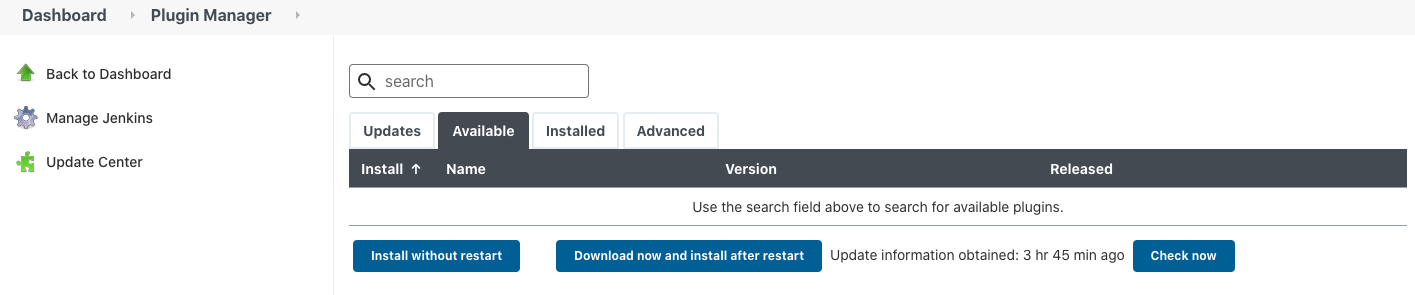 Dashboard Plugin Manager
Back to Dashboard
Manage Jenkins
Update Center
search
Updates Available Installed Advanced
Install ↑ Name Version Released
Use the search field above to search for available plugins.
Install without restart Download now and install after restart Update information obtained: 3 hr 45 min ago Check now